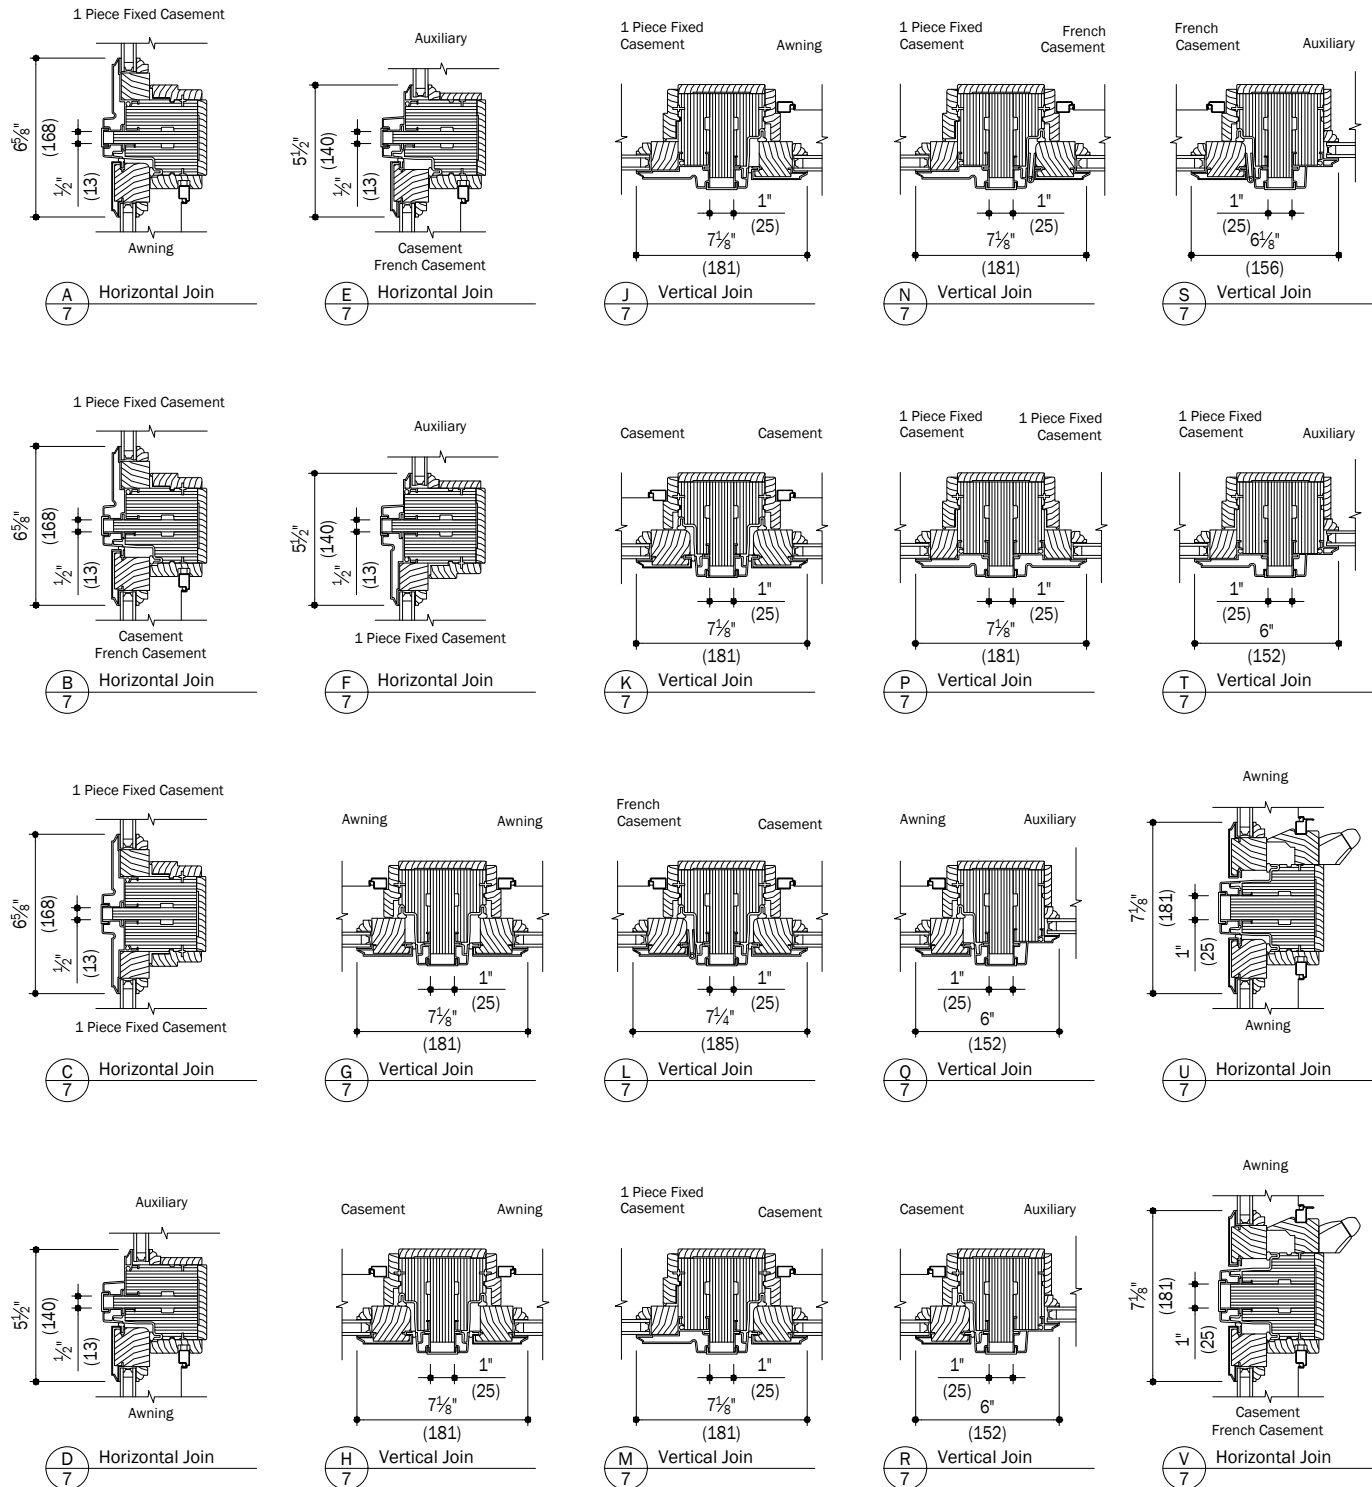 1 Piece Fixed Casement
6⅝"
(168)
½"
(13)
Awning
A
7
Horizontal Join
Auxiliary
5½"
(140)
½"
(13)
Casement
French Casement
E
7
Horizontal Join
1 Piece Fixed
Casement
Awning
1"
(25)
7⅛"
(181)
J
7
Vertical Join
1 Piece Fixed
Casement
French
Casement
1"
(25)
7⅛"
(181)
N
7
Vertical Join
French
Casement
Auxiliary
1"
(25)
6⅛"
(156)
S
7
Vertical Join
1 Piece Fixed Casement
6⅝"
(168)
½"
(13)
Casement
French Casement
B
7
Horizontal Join
Auxiliary
5½"
(140)
½"
(13)
1 Piece Fixed Casement
F
7
Horizontal Join
Casement
Casement
1"
(25)
7⅛"
(181)
K
7
Vertical Join
1 Piece Fixed
Casement
1 Piece Fixed
Casement
1"
(25)
7⅛"
(181)
P
7
Vertical Join
1 Piece Fixed
Casement
Auxiliary
1"
(25)
6"
(152)
T
7
Vertical Join
1 Piece Fixed Casement
6⅝"
(168)
½"
(13)
1 Piece Fixed Casement
C
7
Horizontal Join
Awning
Awning
1"
(25)
7⅛"
(181)
G
7
Vertical Join
French
Casement
Casement
1"
(25)
7¼"
(185)
L
7
Vertical Join
Awning
Auxiliary
1"
(25)
6"
(152)
Q
7
Vertical Join
Awning
7⅛"
(181)
1"
(25)
Awning
U
7
Horizontal Join
Auxiliary
5½"
(140)
½"
(13)
Awning
D
7
Horizontal Join
Casement
Awning
1"
(25)
7⅛"
(181)
H
7
Vertical Join
1 Piece Fixed
Casement
Casement
1"
(25)
7⅛"
(181)
M
7
Vertical Join
Casement
Auxiliary
1"
(25)
6"
(152)
R
7
Vertical Join
Awning
7⅛"
(181)
1"
(25)
Casement
French Casement
V
7
Horizontal Join